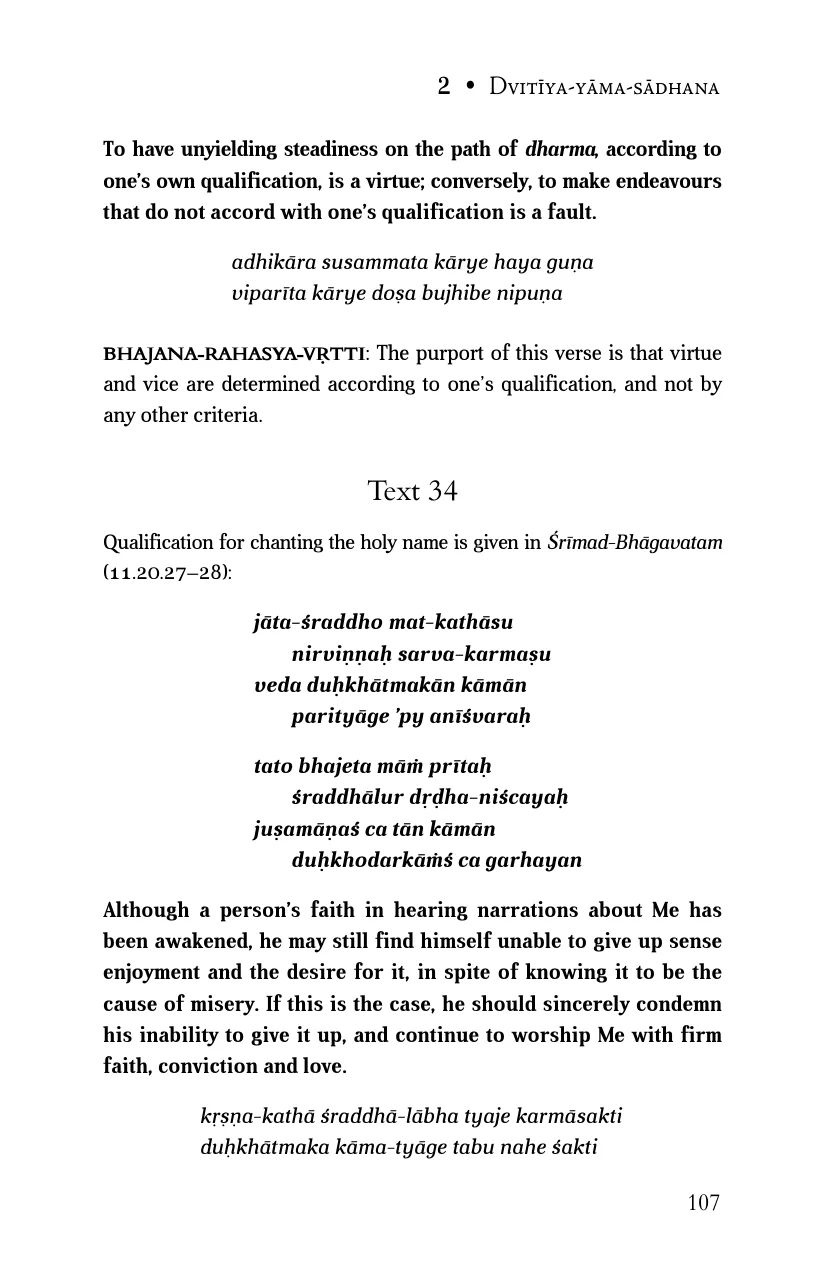 2 • Dvitīya-yāma-sādhana
To have unyielding steadiness on the path of dharma, according to
one's own qualification, is a virtue; conversely, to make endeavours
that do not accord with one's qualification is a fault.
adhikāra susammata kārye haya guṇa
viparīta kārye doṣa bujhibe nipuṇa
BHAJANA-RAHASYA-VṚTTI: The purport of this verse is that virtue
and vice are determined according to one's qualification, and not by
any other criteria.
Text 34
Qualification for chanting the holy name is given in Śrīmad-Bhāgavatam
(11.20.27–28):
jāta-śraddho mat-kathāsu
nirviṇṇaḥ sarva-karmaṣu
veda duḥkhātmakān kāmān
parityāge 'py anīśvaraḥ
tato bhajeta māṁ prītaḥ
śraddhālur dṛḍha-niścayaḥ
juṣamāṇaś ca tān kāmān
duḥkhodarkāṁś ca garhayan
Although a person's faith in hearing narrations about Me has
been awakened, he may still find himself unable to give up sense
enjoyment and the desire for it, in spite of knowing it to be the
cause of misery. If this is the case, he should sincerely condemn
his inability to give it up, and continue to worship Me with firm
faith, conviction and love.
kṛṣṇa-kathā śraddhā-lābha tyaje karmāsakti
duḥkhātmaka kāma-tyāge tabu nahe śakti
107